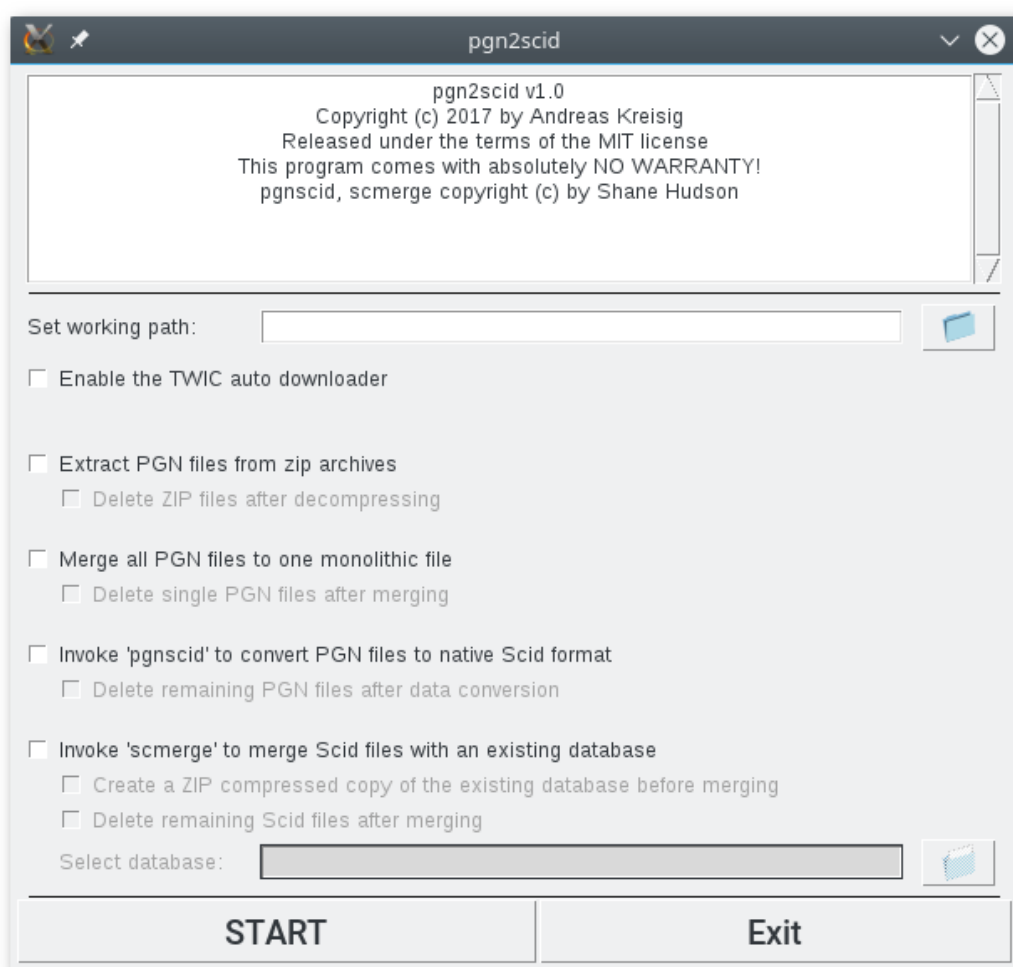 pgn2scid
pgn2scid v1.0
Copyright (c) 2017 by Andreas Kreisig
Released under the terms of the MIT license
This program comes with absolutely NO WARRANTY!
pgnscid, scmerge copyright (c) by Shane Hudson
Set working path:
Enable the TWIC auto downloader
Extract PGN files from zip archives
Delete ZIP files after decompressing
Merge all PGN files to one monolithic file
Delete single PGN files after merging
Invoke 'pgnscid' to convert PGN files to native Scid format
Delete remaining PGN files after data conversion
Invoke 'scmerge' to merge Scid files with an existing database
Create a ZIP compressed copy of the existing database before merging
Delete remaining Scid files after merging
Select database:
START Exit